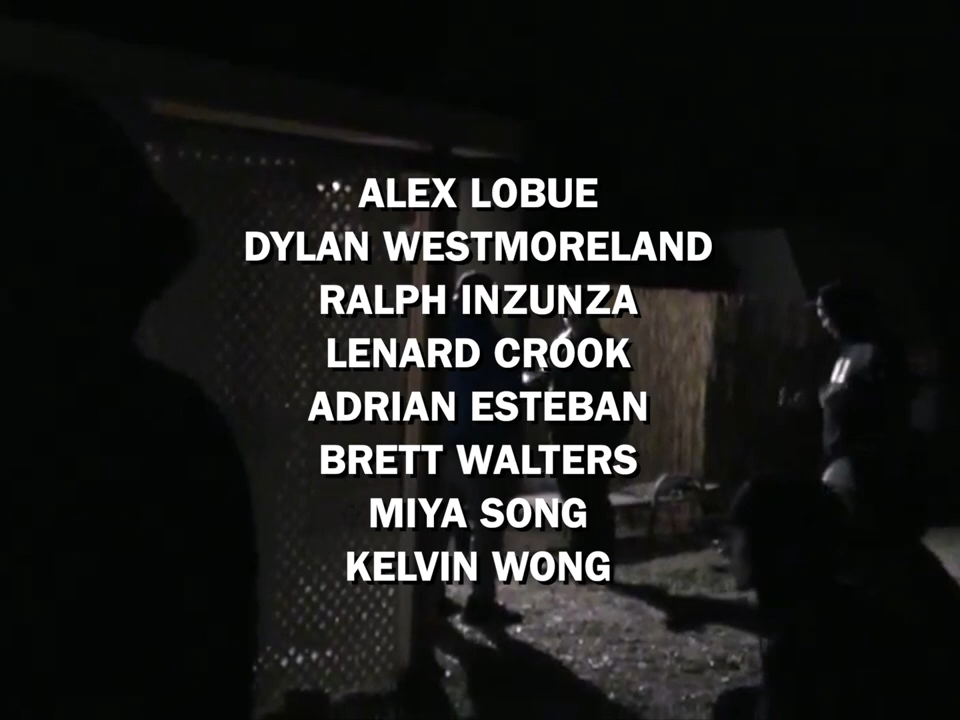 ALEX LOBUE
DYLAN WESTMORELAND
RALPH INZUNZA
LENARD CROOK
ADRIAN ESTEBAN
BRETT WALTERS
MIYA SONG
KELVIN WONG